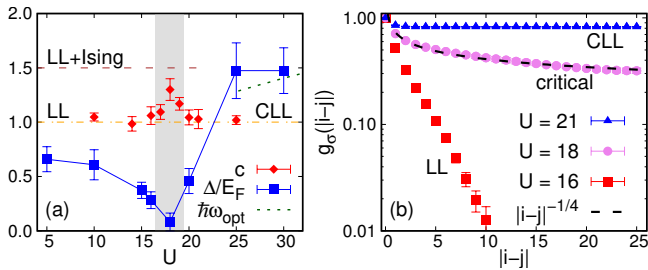 2.0
1.5
1.0
0.5
0.0
LL+Ising
LL
CLL
c
Δ/E_F
ℏω_opt
(a)
5 10 15 20 25 30
U
g_σ(|i−j|)
1.00
0.10
0.01
CLL
critical
LL
U = 21
U = 18
U = 16
|i−j|^{−1/4}
(b)
0 5 10 15 20 25
|i−j|